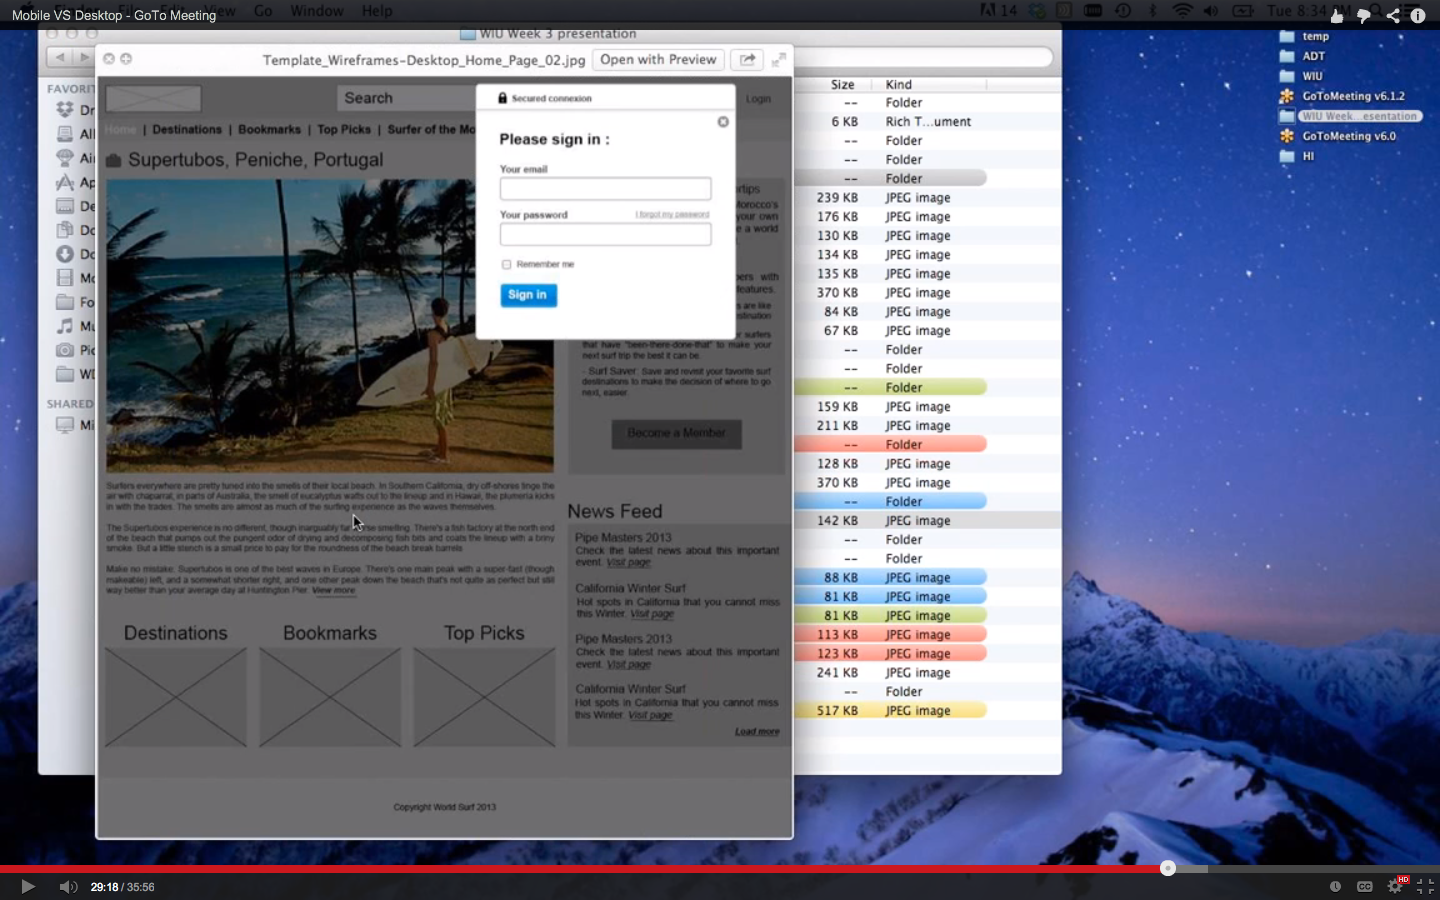 Mobile VS Desktop - GoTo Meeting
View Go Window Help
14
Tue 8:34
WIU Week 3 presentation
Template_Wireframes-Desktop_Home_Page_02.jpg
Open with Preview
FAVORIT
Dr
All
Ai
Ap
De
Do
Do
Mo
Fo
Mu
Pic
WI
SHARED
Mi
Search
Login
Home | Destinations | Bookmarks | Top Picks | Surfer of the Mo
Supertubos, Peniche, Portugal
Secured connexion
Please sign in :
Your email
Your password
I forgot my password
Remember me
Sign in
that have "been-there-done-that" to make your
next surf trip the best it can be.
- Surf Saver: Save and revisit your favorite surf
destinations to make the decision of where to go
next, easier
Become a Member
Surfers everywhere are pretty tuned into the smells of their local beach. In Southern California, dry off-shores tinge the
air with chaparral, in parts of Australia, the smell of eucalyptus wafts out to the lineup and in Hawaii, the plumeria kicks
in with the trades. The smells are almost as much of the surfing experience as the waves themselves.
The Supertubos experience is no different, though inarguably far worse smelling. There's a fish factory at the north end
of the beach that pumps out the pungent odor of drying and decomposing fish bits and coats the lineup with a briny
smoke. But a little stench is a small price to pay for the roundness of the beach break barrels
Make no mistake: Supertubos is one of the best waves in Europe. There's one main peak with a super-fast (though
makeable) left, and a somewhat shorter right, and one other peak down the beach that's not quite as perfect but still
way better than your average day at Huntington Pier. View more
News Feed
Pipe Masters 2013
Check the latest news about this important
event. Visit page
California Winter Surf
Hot spots in California that you cannot miss
this Winter. Visit page
Pipe Masters 2013
Check the latest news about this important
event. Visit page
California Winter Surf
Hot spots in California that you cannot miss
this Winter. Visit page
Load more
Destinations
Bookmarks
Top Picks
Copyright World Surf 2013
Size Kind
-- Folder
6 KB Rich T...ument
-- Folder
-- Folder
-- Folder
239 KB JPEG image
176 KB JPEG image
130 KB JPEG image
134 KB JPEG image
135 KB JPEG image
370 KB JPEG image
84 KB JPEG image
67 KB JPEG image
-- Folder
-- Folder
-- Folder
159 KB JPEG image
211 KB JPEG image
-- Folder
128 KB JPEG image
370 KB JPEG image
-- Folder
142 KB JPEG image
-- Folder
-- Folder
88 KB JPEG image
81 KB JPEG image
81 KB JPEG image
113 KB JPEG image
123 KB JPEG image
241 KB JPEG image
-- Folder
517 KB JPEG image
temp
ADT
WIU
GoToMeeting v6.1.2
WIU Week...esentation
GoToMeeting v6.0
HI
29:18 / 35:56
CC
HD